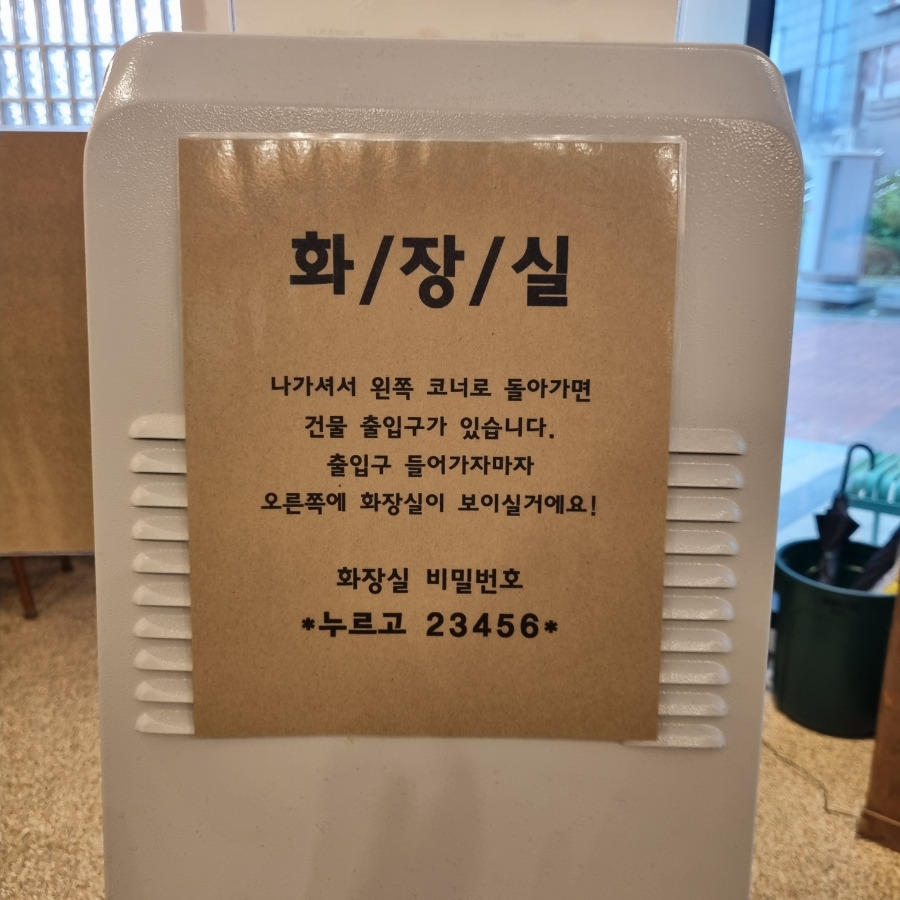 화/장/실
나가셔서 왼쪽 코너로 돌아가면
건물 출입구가 있습니다.
출입구 들어가자마자
오른쪽에 화장실이 보이실거에요!
화장실 비밀번호
*누르고 23456*